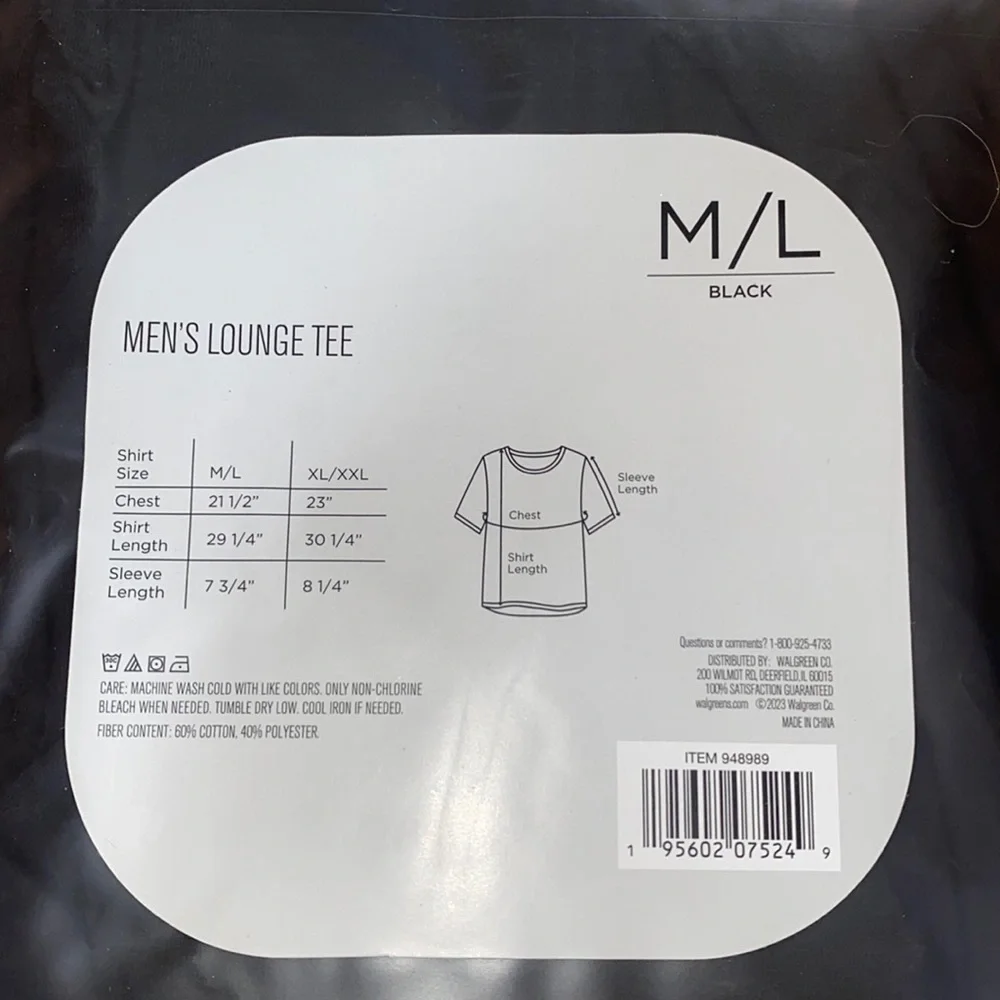 M/L
BLACK
MEN'S LOUNGE TEE
Shirt Size M/L XL/XXL
Chest 21 1/2" 23"
Shirt Length 29 1/4" 30 1/4"
Sleeve Length 7 3/4" 8 1/4"
Sleeve
Length
Chest
Shirt
Length
CARE: MACHINE WASH COLD WITH LIKE COLORS. ONLY NON-CHLORINE
BLEACH WHEN NEEDED. TUMBLE DRY LOW. COOL IRON IF NEEDED.
FIBER CONTENT: 60% COTTON, 40% POLYESTER.
Questions or comments? 1-800-925-4733
DISTRIBUTED BY: WALGREEN CO.
200 WILMOT RD, DEERFIELD, IL 60015
100% SATISFACTION GUARANTEED
walgreens.com ©2023 Walgreen Co.
MADE IN CHINA
ITEM 948989
1 95602 07524 9